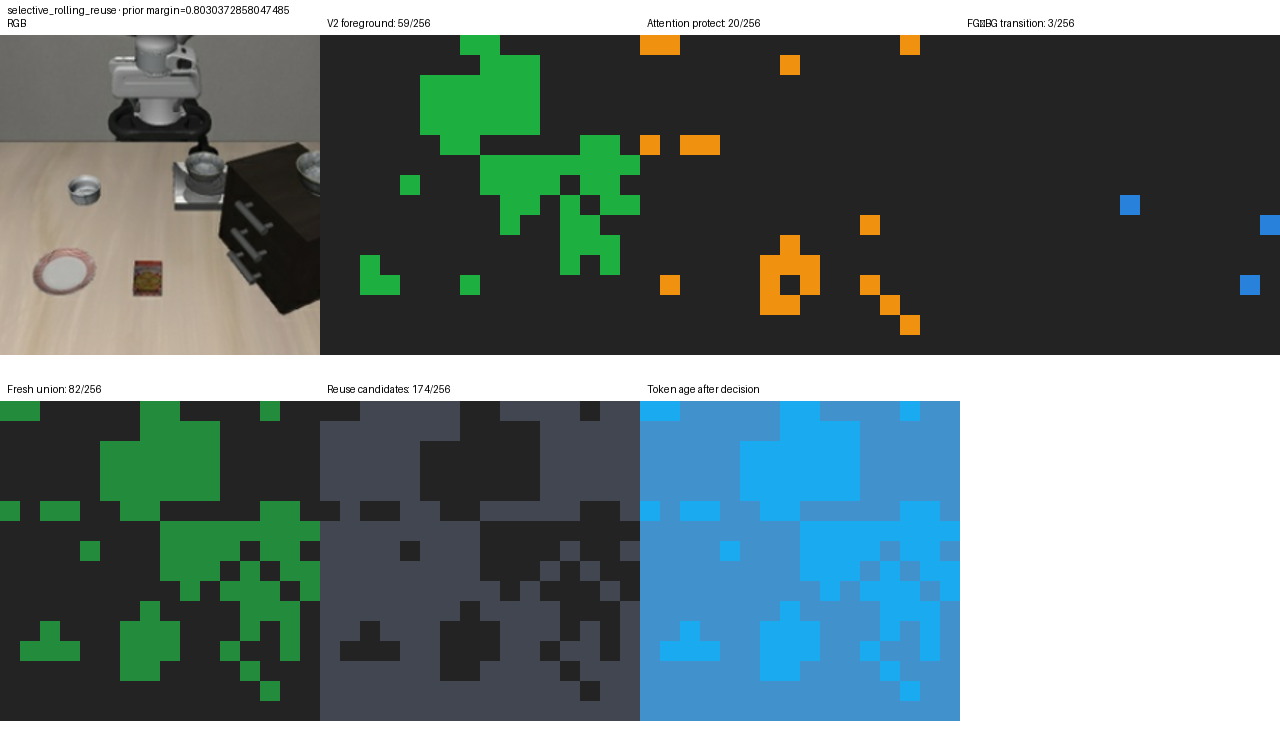 selective_rolling_reuse · prior margin=0.8030372858047485
RGB
V2 foreground: 59/256
Attention protect: 20/256
BG transition: 3/256
Fresh union: 82/256
Reuse candidates: 174/256
Token age after decision